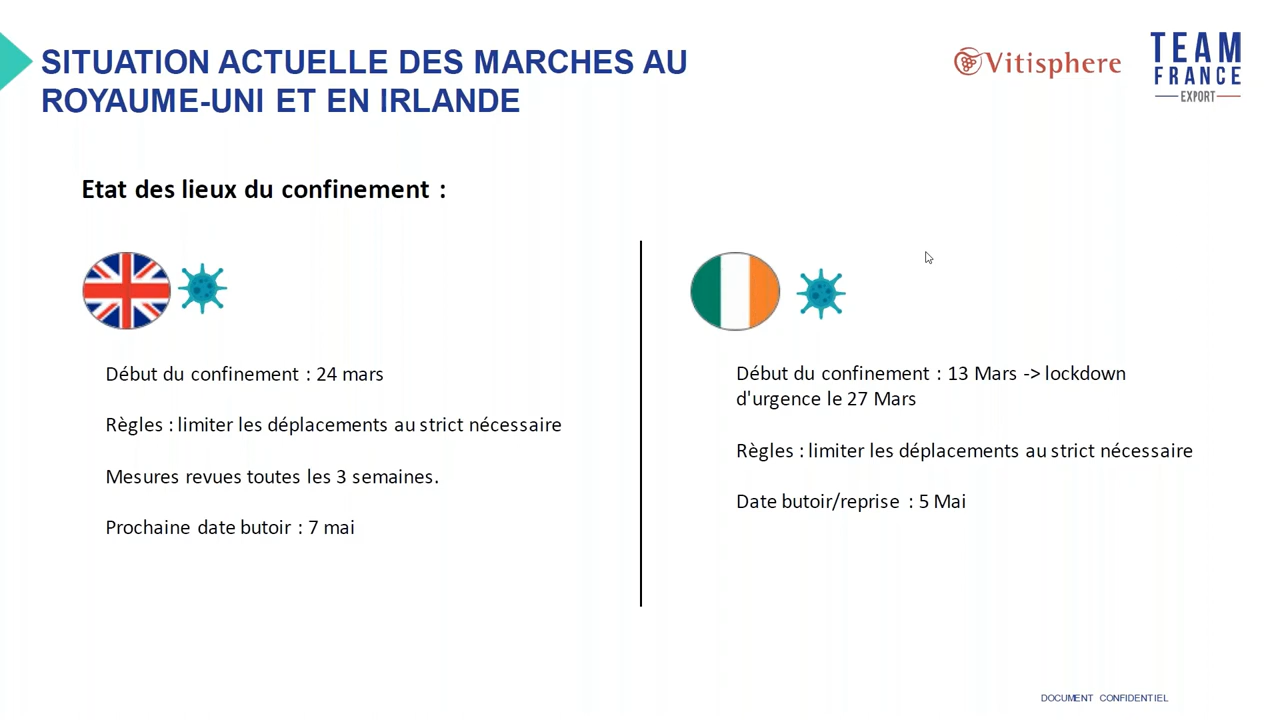 SITUATION ACTUELLE DES MARCHES AU
ROYAUME-UNI ET EN IRLANDE
Vitisphere
TEAM
FRANCE
EXPORT
Etat des lieux du confinement :
Début du confinement : 24 mars
Règles : limiter les déplacements au strict nécessaire
Mesures revues toutes les 3 semaines.
Prochaine date butoir : 7 mai
Début du confinement : 13 Mars -> lockdown
d'urgence le 27 Mars
Règles : limiter les déplacements au strict nécessaire
Date butoir/reprise : 5 Mai
DOCUMENT CONFIDENTIEL